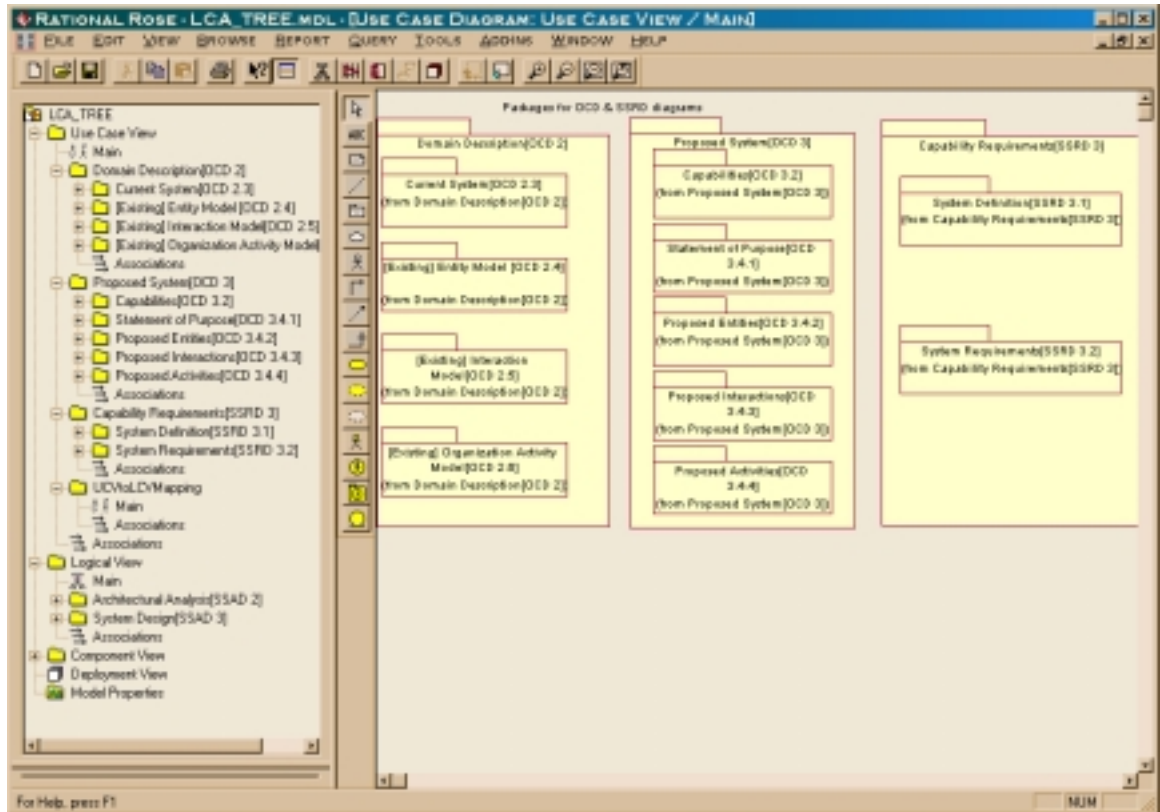 RATIONAL ROSE - LCA_TREE.MDL - [USE CASE DIAGRAM: USE CASE VIEW / MAIN]
FILE EDIT VIEW BROWSE REPORT QUERY TOOLS ADDINS WINDOW HELP
LCA_TREE
Use Case View
Main
Domain Description[OCD 2]
Current System[OCD 2.3]
[Existing] Entity Model [OCD 2.4]
[Existing] Interaction Model[OCD 2.5]
[Existing] Organization Activity Model
Associations
Proposed System[OCD 3]
Capabilities[OCD 3.2]
Statement of Purpose[OCD 3.4.1]
Proposed Entities[OCD 3.4.2]
Proposed Interactions[OCD 3.4.3]
Proposed Activities[OCD 3.4.4]
Associations
Capability Requirements[SSRD 3]
System Definition[SSRD 3.1]
System Requirements[SSRD 3.2]
Associations
UCVtoLCVMapping
Main
Associations
Associations
Logical View
Main
Architectural Analysis[SSAD 2]
System Design[SSAD 3]
Associations
Component View
Deployment View
Model Properties
ABC
Packages for OCD & SSRD diagrams
Domain Description[OCD 2]
Current System[OCD 2.3]
(from Domain Description[OCD 2])
[Existing] Entity Model [OCD 2.4]
(from Domain Description[OCD 2])
[Existing] Interaction
Model[OCD 2.5]
(from Domain Description[OCD 2])
[Existing] Organization Activity
Model[OCD 2.6]
(from Domain Description[OCD 2])
Proposed System[OCD 3]
Capabilities[OCD 3.2]
(from Proposed System[OCD 3])
Statement of Purpose[OCD
3.4.1]
(from Proposed System[OCD 3])
Proposed Entities[OCD 3.4.2]
(from Proposed System[OCD 3])
Proposed Interactions[OCD
3.4.3]
(from Proposed System[OCD 3])
Proposed Activities[OCD
3.4.4]
(from Proposed System[OCD 3])
Capability Requirements[SSRD 3]
System Definition[SSRD 3.1]
(from Capability Requirements[SSRD 3])
System Requirements[SSRD 3.2]
(from Capability Requirements[SSRD 3])
For Help, press F1
NUM